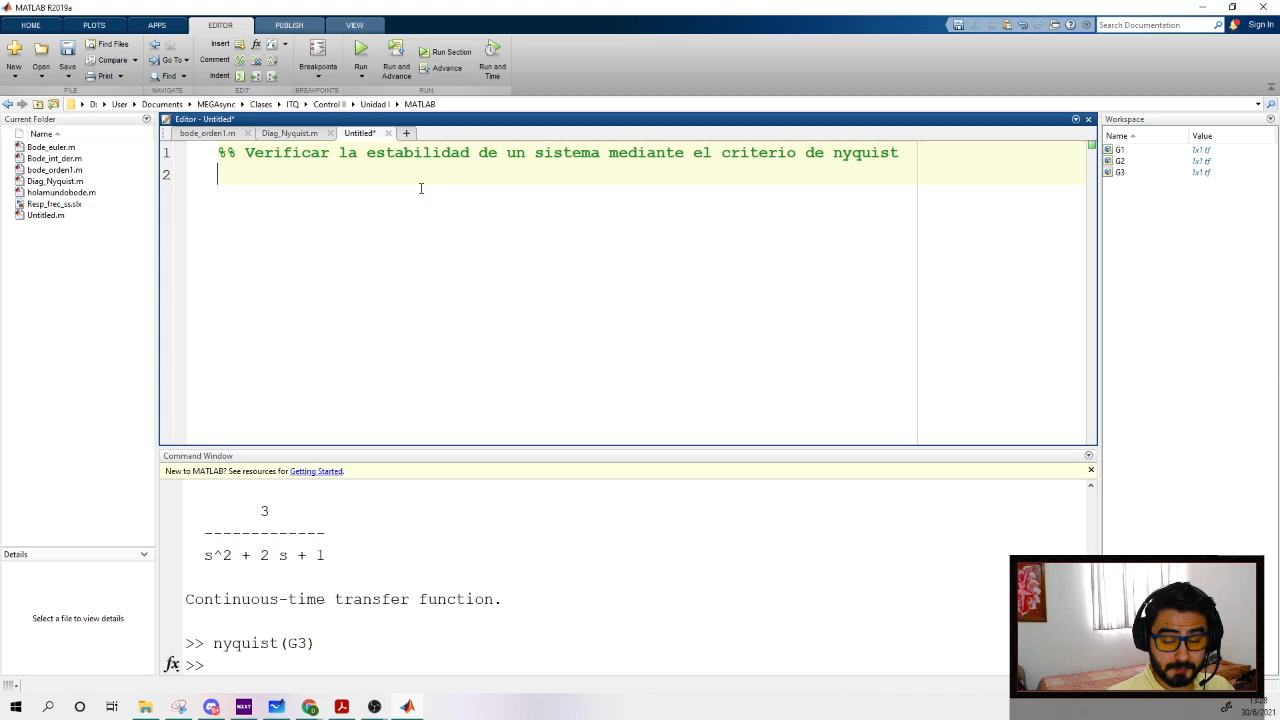 MATLAB R2019a
HOME PLOTS APPS EDITOR PUBLISH VIEW Search Documentation Sign In
New Open Save Find Files Compare Print Go To Find Insert Comment Indent fx Breakpoints Run Run and Advance Run Section Advance Run and Time
FILE NAVIGATE EDIT BREAKPOINTS RUN
D: User Documents MEGAsync Clases ITQ Control II Unidad I MATLAB
Current Folder
Name
Bode_euler.m
Bode_int_der.m
bode_orden1.m
Diag_Nyquist.m
holamundobode.m
Resp_frec_ss.slx
Untitled.m
Details
Select a file to view details
Editor - Untitled*
bode_orden1.m Diag_Nyquist.m Untitled* +
1 %% Verificar la estabilidad de un sistema mediante el criterio de nyquist
2
Command Window
New to MATLAB? See resources for Getting Started.
3
-------------
s^2 + 2 s + 1
Continuous-time transfer function.
>> nyquist(G3)
fx >>
Workspace
Name Value
G1 1x1 tf
G2 1x1 tf
G3 1x1 tf
30/6/2021